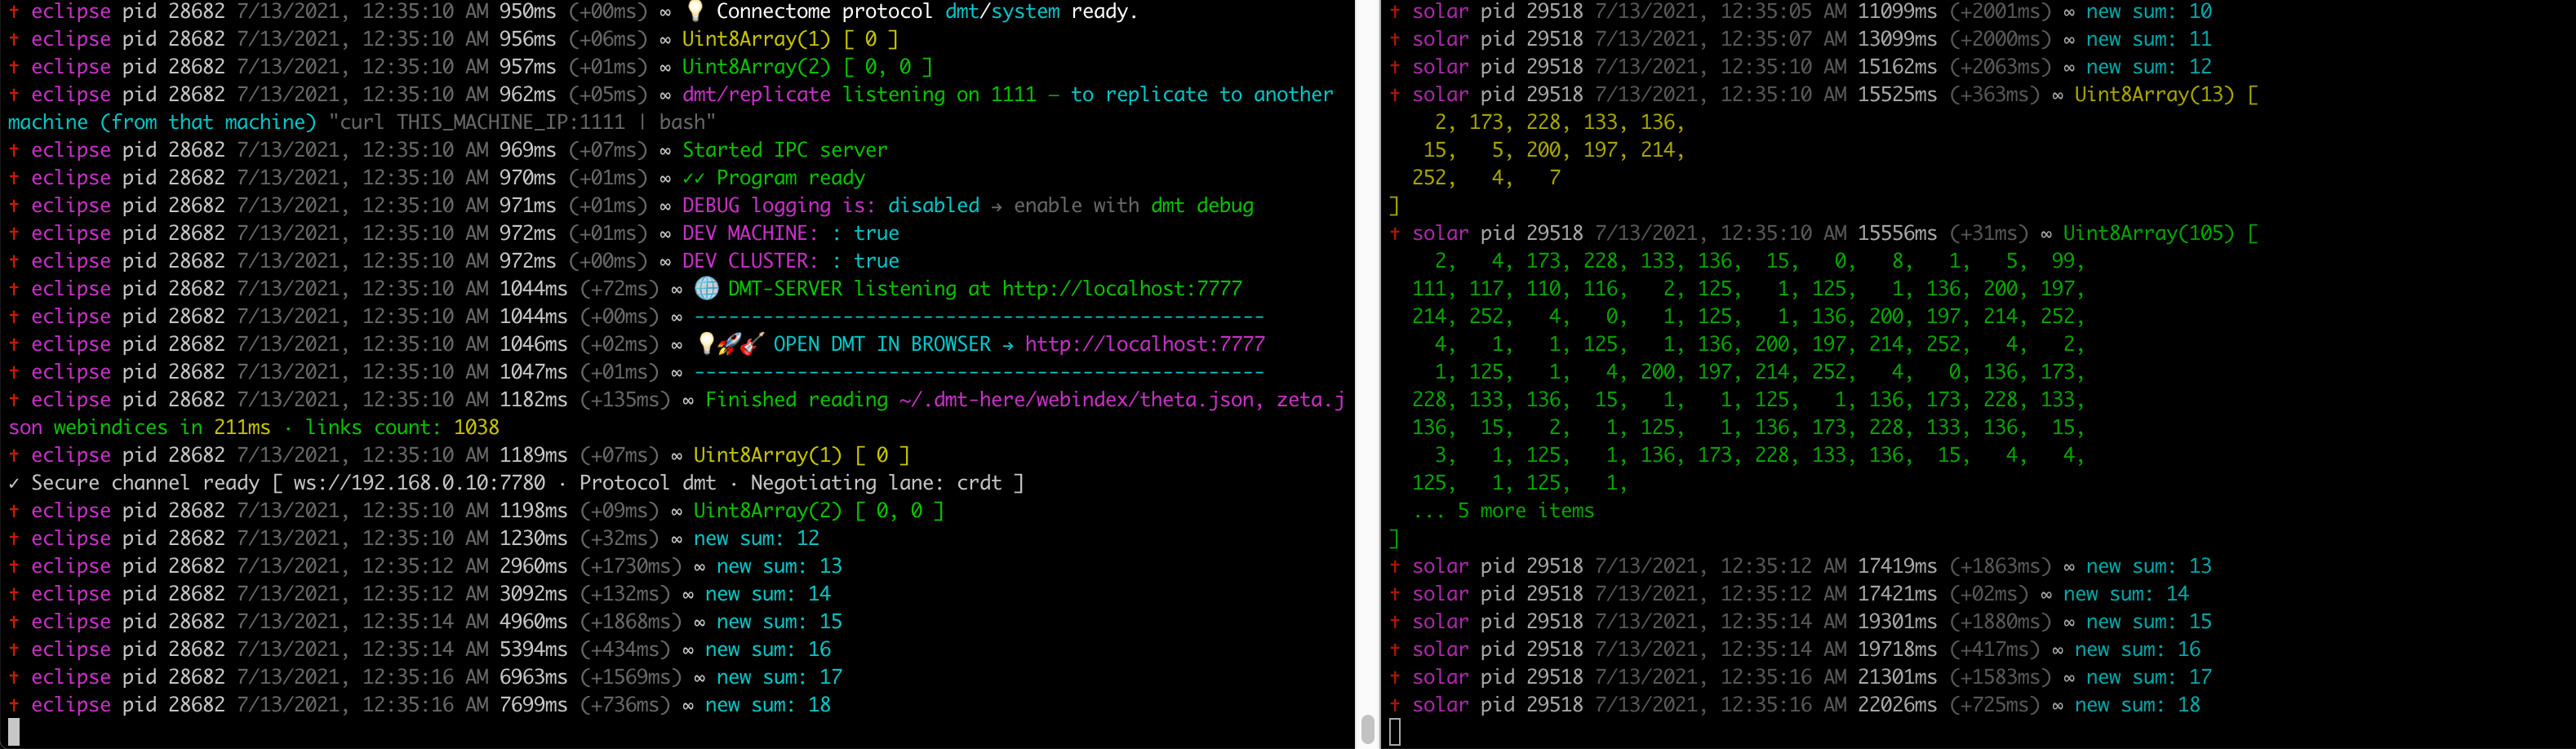 † eclipse pid 28682 7/13/2021, 12:35:10 AM 950ms (+00ms) ∞ 💡 Connectome protocol dmt/system ready.
† eclipse pid 28682 7/13/2021, 12:35:10 AM 956ms (+06ms) ∞ Uint8Array(1) [ 0 ]
† eclipse pid 28682 7/13/2021, 12:35:10 AM 957ms (+01ms) ∞ Uint8Array(2) [ 0, 0 ]
† eclipse pid 28682 7/13/2021, 12:35:10 AM 962ms (+05ms) ∞ dmt/replicate listening on 1111 — to replicate to another
machine (from that machine) "curl THIS_MACHINE_IP:1111 | bash"
† eclipse pid 28682 7/13/2021, 12:35:10 AM 969ms (+07ms) ∞ Started IPC server
† eclipse pid 28682 7/13/2021, 12:35:10 AM 970ms (+01ms) ∞ ✓✓ Program ready
† eclipse pid 28682 7/13/2021, 12:35:10 AM 971ms (+01ms) ∞ DEBUG logging is: disabled → enable with dmt debug
† eclipse pid 28682 7/13/2021, 12:35:10 AM 972ms (+01ms) ∞ DEV MACHINE: : true
† eclipse pid 28682 7/13/2021, 12:35:10 AM 972ms (+00ms) ∞ DEV CLUSTER: : true
† eclipse pid 28682 7/13/2021, 12:35:10 AM 1044ms (+72ms) ∞ 🌐 DMT-SERVER listening at http://localhost:7777
† eclipse pid 28682 7/13/2021, 12:35:10 AM 1044ms (+00ms) ∞ --------------------------------------------------
† eclipse pid 28682 7/13/2021, 12:35:10 AM 1046ms (+02ms) ∞ 💡🚀🎸 OPEN DMT IN BROWSER → http://localhost:7777
† eclipse pid 28682 7/13/2021, 12:35:10 AM 1047ms (+01ms) ∞ --------------------------------------------------
† eclipse pid 28682 7/13/2021, 12:35:10 AM 1182ms (+135ms) ∞ Finished reading ~/.dmt-here/webindex/theta.json, zeta.j
son webindices in 211ms · links count: 1038
† eclipse pid 28682 7/13/2021, 12:35:10 AM 1189ms (+07ms) ∞ Uint8Array(1) [ 0 ]
✓ Secure channel ready [ ws://192.168.0.10:7780 · Protocol dmt · Negotiating lane: crdt ]
† eclipse pid 28682 7/13/2021, 12:35:10 AM 1198ms (+09ms) ∞ Uint8Array(2) [ 0, 0 ]
† eclipse pid 28682 7/13/2021, 12:35:10 AM 1230ms (+32ms) ∞ new sum: 12
† eclipse pid 28682 7/13/2021, 12:35:12 AM 2960ms (+1730ms) ∞ new sum: 13
† eclipse pid 28682 7/13/2021, 12:35:12 AM 3092ms (+132ms) ∞ new sum: 14
† eclipse pid 28682 7/13/2021, 12:35:14 AM 4960ms (+1868ms) ∞ new sum: 15
† eclipse pid 28682 7/13/2021, 12:35:14 AM 5394ms (+434ms) ∞ new sum: 16
† eclipse pid 28682 7/13/2021, 12:35:16 AM 6963ms (+1569ms) ∞ new sum: 17
† eclipse pid 28682 7/13/2021, 12:35:16 AM 7699ms (+736ms) ∞ new sum: 18
† solar pid 29518 7/13/2021, 12:35:05 AM 11099ms (+2001ms) ∞ new sum: 10
† solar pid 29518 7/13/2021, 12:35:07 AM 13099ms (+2000ms) ∞ new sum: 11
† solar pid 29518 7/13/2021, 12:35:10 AM 15162ms (+2063ms) ∞ new sum: 12
† solar pid 29518 7/13/2021, 12:35:10 AM 15525ms (+363ms) ∞ Uint8Array(13) [
2, 173, 228, 133, 136,
15, 5, 200, 197, 214,
252, 4, 7
]
† solar pid 29518 7/13/2021, 12:35:10 AM 15556ms (+31ms) ∞ Uint8Array(105) [
2, 4, 173, 228, 133, 136, 15, 0, 8, 1, 5, 99,
111, 117, 110, 116, 2, 125, 1, 125, 1, 136, 200, 197,
214, 252, 4, 0, 1, 125, 1, 136, 200, 197, 214, 252,
4, 1, 1, 125, 1, 136, 200, 197, 214, 252, 4, 2,
1, 125, 1, 4, 200, 197, 214, 252, 4, 0, 136, 173,
228, 133, 136, 15, 1, 1, 125, 1, 136, 173, 228, 133,
136, 15, 2, 1, 125, 1, 136, 173, 228, 133, 136, 15,
3, 1, 125, 1, 136, 173, 228, 133, 136, 15, 4, 4,
125, 1, 125, 1,
... 5 more items
]
† solar pid 29518 7/13/2021, 12:35:12 AM 17419ms (+1863ms) ∞ new sum: 13
† solar pid 29518 7/13/2021, 12:35:12 AM 17421ms (+02ms) ∞ new sum: 14
† solar pid 29518 7/13/2021, 12:35:14 AM 19301ms (+1880ms) ∞ new sum: 15
† solar pid 29518 7/13/2021, 12:35:14 AM 19718ms (+417ms) ∞ new sum: 16
† solar pid 29518 7/13/2021, 12:35:16 AM 21301ms (+1583ms) ∞ new sum: 17
† solar pid 29518 7/13/2021, 12:35:16 AM 22026ms (+725ms) ∞ new sum: 18